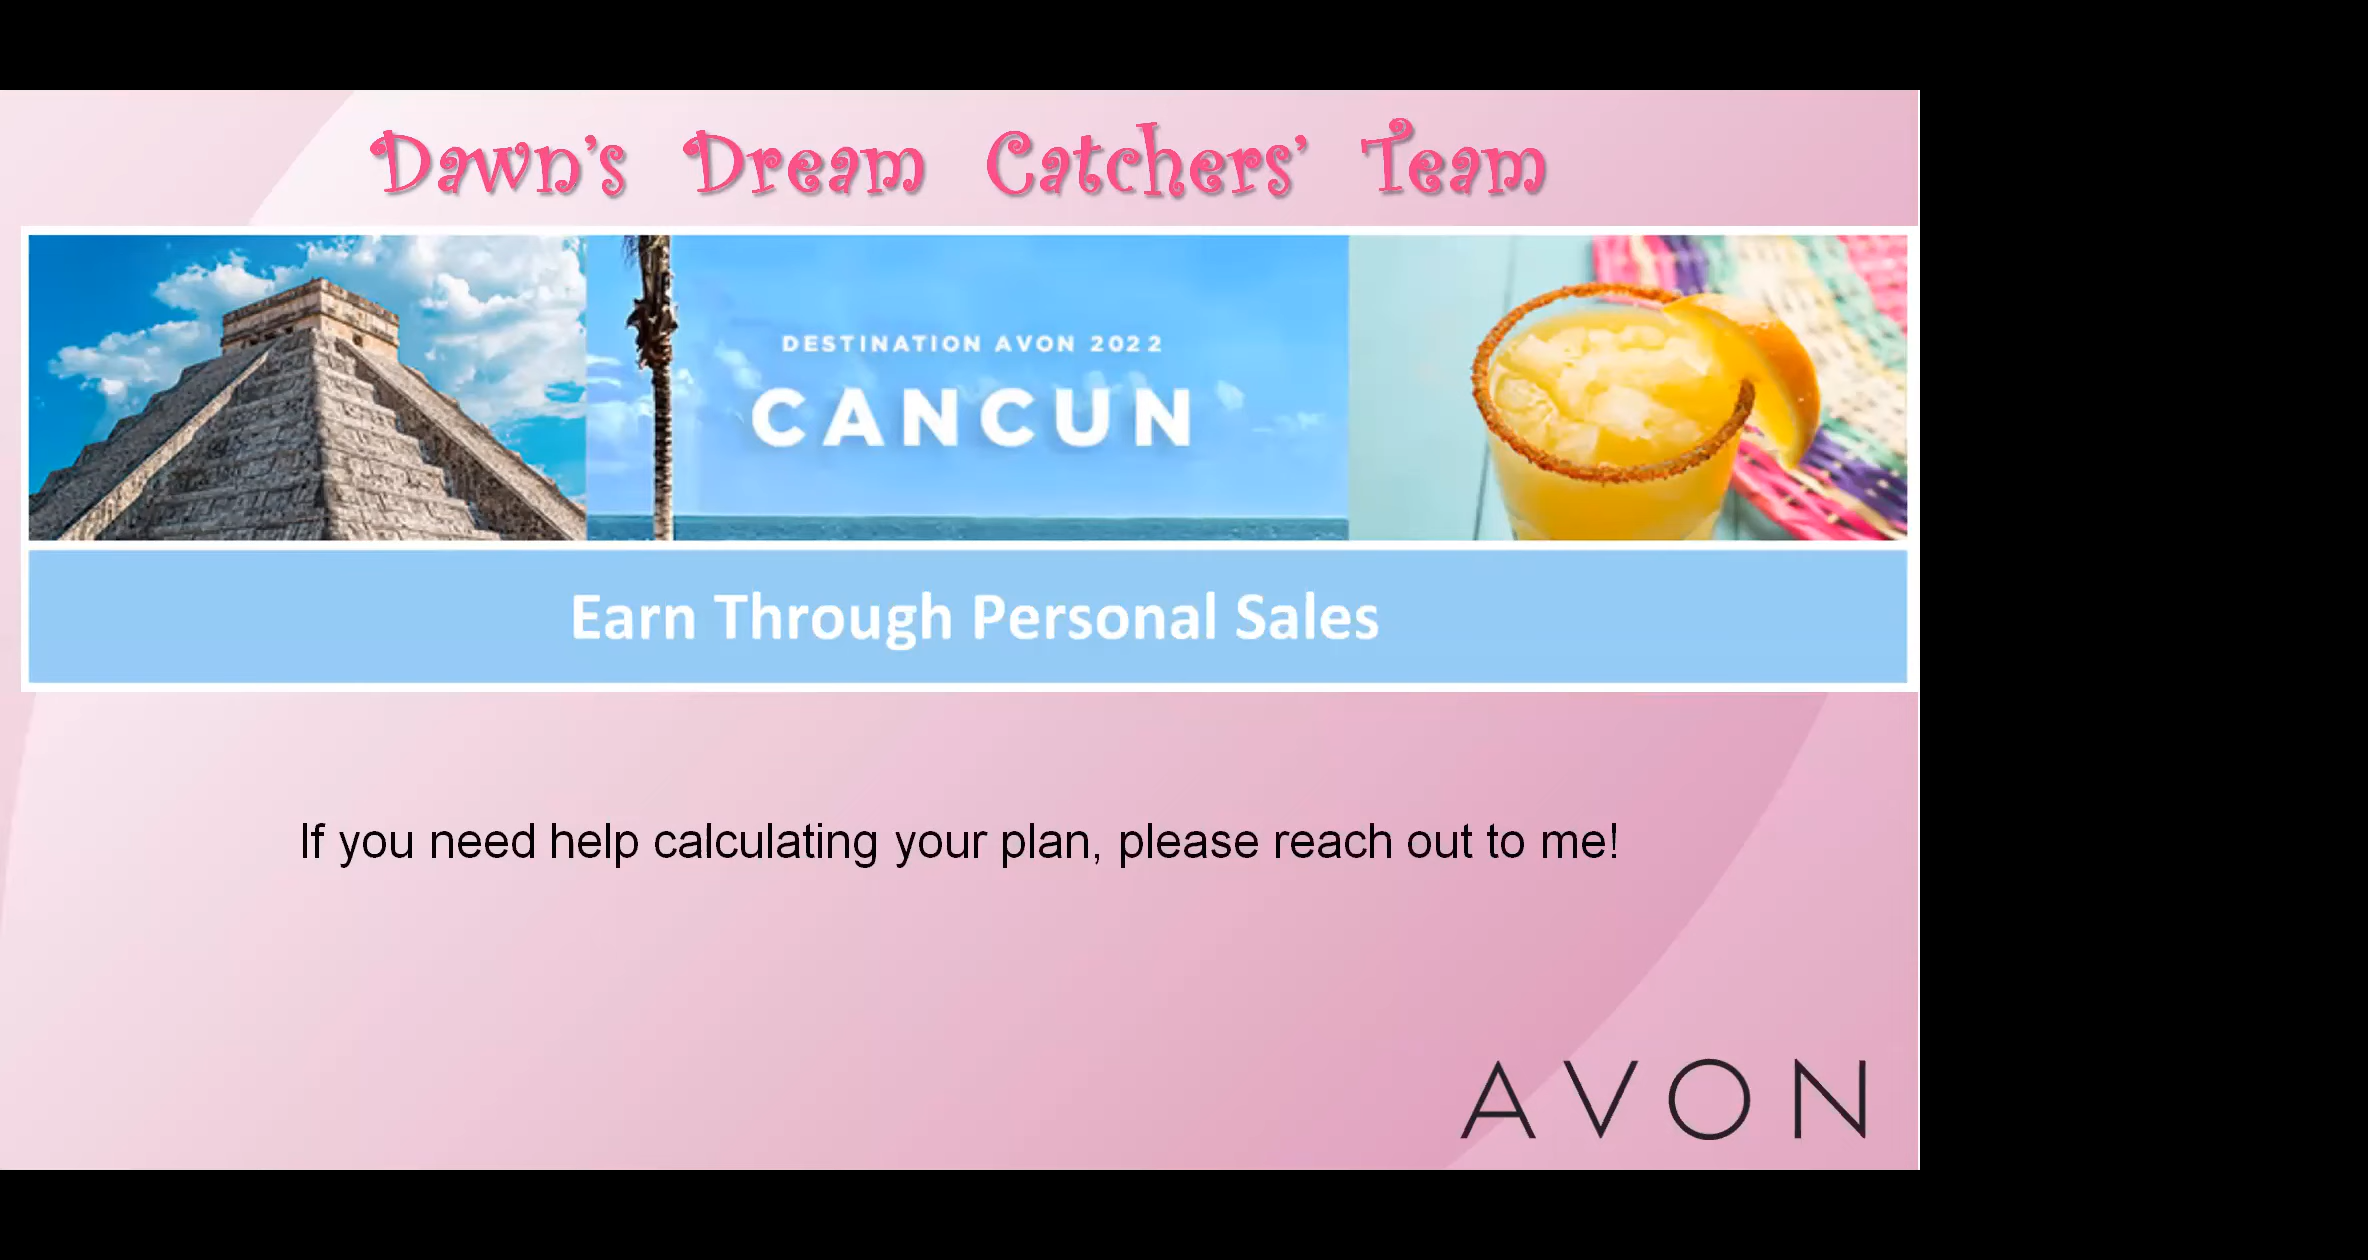 Dawn’s Dream Catchers’ Team
DESTINATION AVON 2022
CANCUN
Earn Through Personal Sales
If you need help calculating your plan, please reach out to me!
AVON